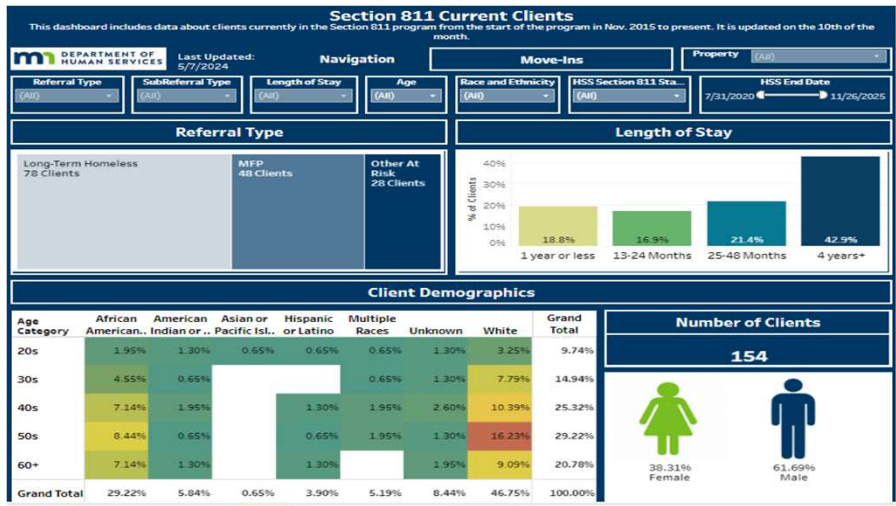 Section 811 Current Clients
This dashboard includes data about clients currently in the Section 811 program from the start of the program in Nov. 2015 to present. It is updated on the 10th of the
month.
DEPARTMENT OF
HUMAN SERVICES
Last Updated:
5/7/2024
Navigation
Move-Ins
Property
(All)
Referral Type
(All)
SubReferral Type
(All)
Length of Stay
(All)
Age
(All)
Race and Ethnicity
(All)
HSS Section 811 Sta...
(All)
HSS End Date
7/31/2020 11/26/2025
Referral Type
Long-Term Homeless
78 Clients
MFP
48 Clients
Other At
Risk
28 Clients
Length of Stay
% of Clients
40%
30%
20%
10%
0%
18.8% 16.9% 21.4% 42.9%
1 year or less 13-24 Months 25-48 Months 4 years+
Client Demographics
Age African American Asian or Hispanic Multiple Grand
Category American.. Indian or .. Pacific Isl.. or Latino Races Unknown White Total
20s 1.95% 1.30% 0.65% 0.65% 0.65% 1.30% 3.25% 9.74%
30s 4.55% 0.65% 0.65% 1.30% 7.79% 14.94%
40s 7.14% 1.95% 1.30% 1.95% 2.60% 10.39% 25.32%
50s 8.44% 0.65% 0.65% 1.95% 1.30% 16.23% 29.22%
60+ 7.14% 1.30% 1.30% 1.95% 9.09% 20.78%
Grand Total 29.22% 5.84% 0.65% 3.90% 5.19% 8.44% 46.75% 100.00%
Number of Clients
154
38.31%
Female
61.69%
Male